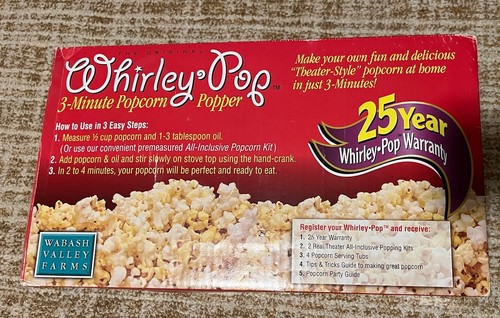 THE ORIGINAL
Whirley•Pop™
3-Minute Popcorn Popper
Make your own fun and delicious
"Theater-Style" popcorn at home
in just 3-Minutes!
How to Use in 3 Easy Steps:
1. Measure ½ cup popcorn and 1-3 tablespoon oil.
(Or use our convenient premeasured All-Inclusive Popcorn Kit)
2. Add popcorn & oil and stir slowly on stove top using the hand-crank.
3. In 2 to 4 minutes, your popcorn will be perfect and ready to eat.
25 Year
Whirley•Pop Warranty
Register your Whirley•Pop™ and receive:
1. 25 Year Warranty
2. 2 Real Theater All-Inclusive Popping Kits
3. 4 Popcorn Serving Tubs
4. Tips & Tricks Guide to making great popcorn
5. Popcorn Party Guide
WABASH
VALLEY
FARMS